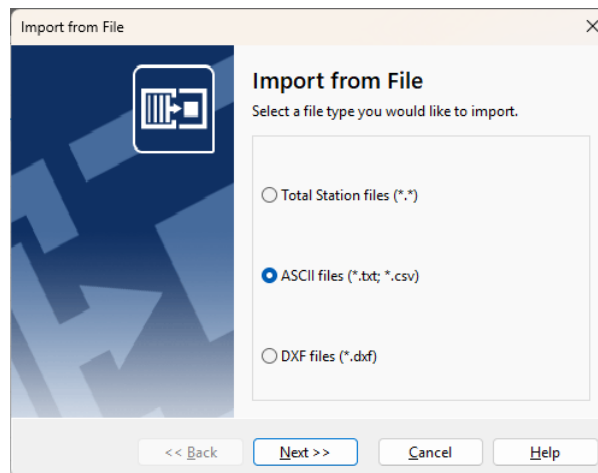 Import from File
Import from File
Select a file type you would like to import.
Total Station files (*.*)
ASCII files (*.txt; *.csv)
DXF files (*.dxf)
<< Back Next >> Cancel Help